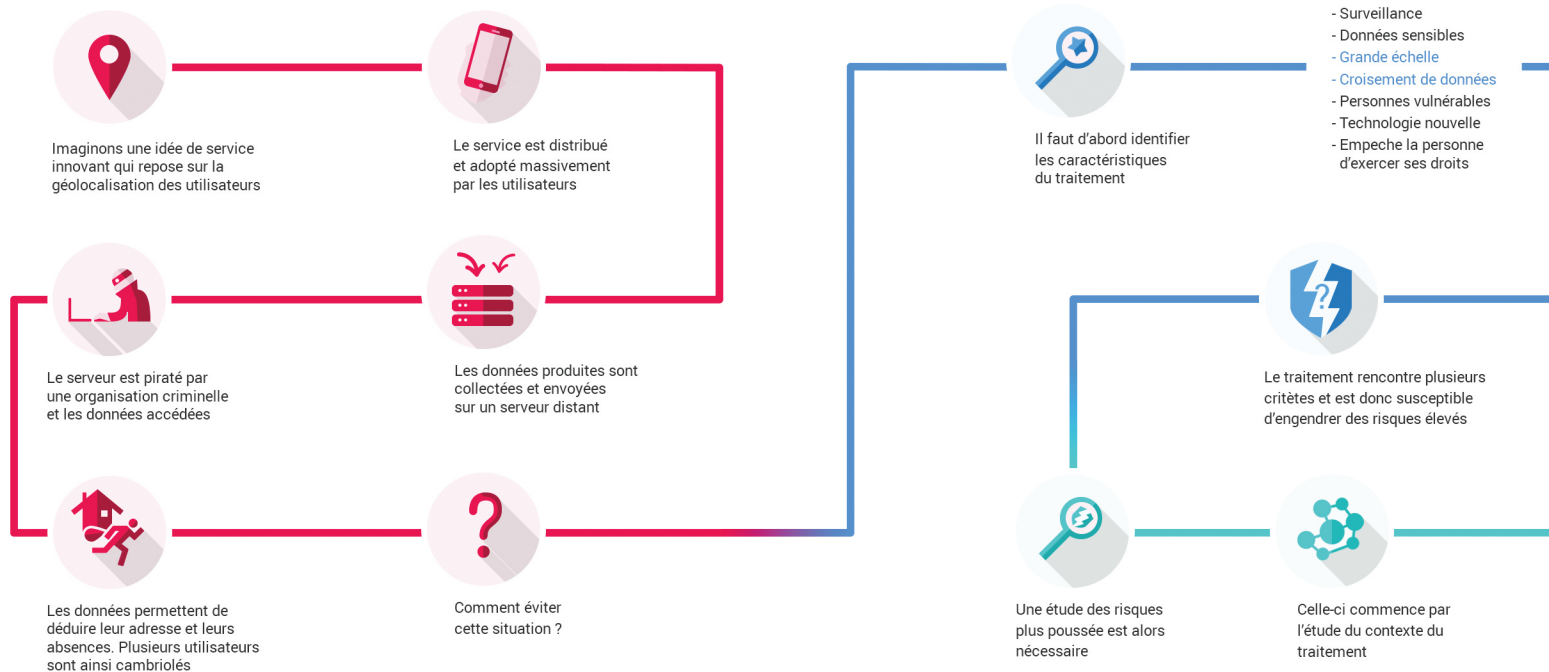 Imaginons une idée de service
innovant qui repose sur la
géolocalisation des utilisateurs
Le service est distribué
et adopté massivement
par les utilisateurs
Les données produites sont
collectées et envoyées
sur un serveur distant
Le serveur est piraté par
une organisation criminelle
et les données accédées
Les données permettent de
déduire leur adresse et leurs
absences. Plusieurs utilisateurs
sont ainsi cambriolés
Comment éviter
cette situation ?
Il faut d'abord identifier
les caractéristiques
du traitement
- Surveillance
- Données sensibles
- Grande échelle
- Croisement de données
- Personnes vulnérables
- Technologie nouvelle
- Empeche la personne
d'exercer ses droits
?
Le traitement rencontre plusieurs
critètes et est donc susceptible
d'engendrer des risques élevés
Une étude des risques
plus poussée est alors
nécessaire
Celle-ci commence par
l'étude du contexte du
traitement